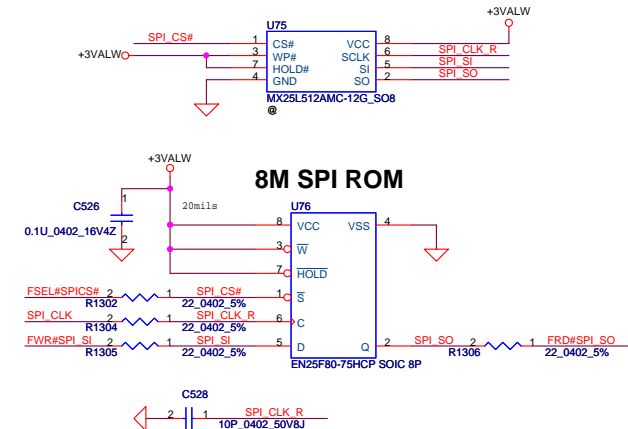 +3VALW
U75
SPI_CS# 1 CS# VCC 8
+3VALW 3 WP# SCLK 6 SPI_CLK_R
7 HOLD# SI 5 SPI_SI
4 GND SO 2 SPI_SO
MX25L512AMC-12G_SO8
@
+3VALW
8M SPI ROM
C526
1
2
0.1U_0402_16V4Z
20mils
U76
8 VCC VSS 4
3 W
7 HOLD
FSEL#SPICS# 2 1 SPI_CS# 1 S
R1302 22_0402_5%
SPI_CLK 2 1 SPI_CLK_R 6 C
R1304 22_0402_5%
FWR#SPI_SI 2 1 SPI_SI 5 D Q 2 SPI_SO 2 1 FRD#SPI_SO
R1305 22_0402_5% R1306 22_0402_5%
EN25F80-75HCP SOIC 8P
C528
2 1 SPI_CLK_R
10P_0402_50V8J